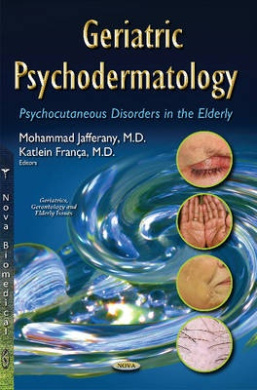 Geriatric
Psychodermatology
Psychocutaneous Disorders in the Elderly
Mohammad Jafferany, M.D.
Katlein França, M.D.
Editors
Geriatrics,
Gerontology and
Elderly Issues
Nova Biomedical
NOVA